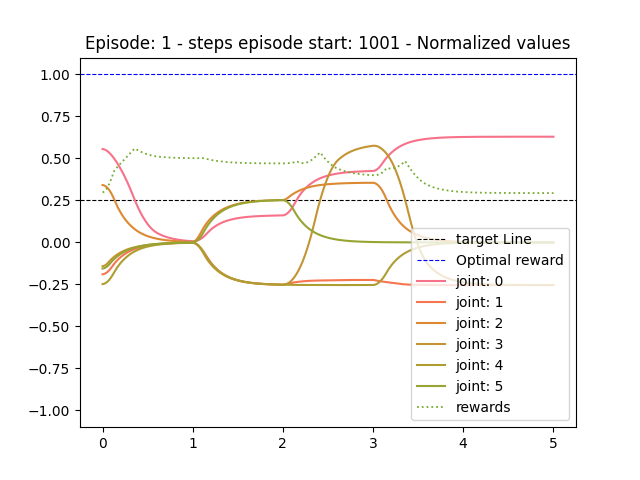 Episode: 1 - steps episode start: 1001 - Normalized values
1.00
0.75
0.50
0.25
0.00
−0.25
−0.50
−0.75
−1.00
0 1 2 3 4 5
target Line
Optimal reward
joint: 0
joint: 1
joint: 2
joint: 3
joint: 4
joint: 5
rewards